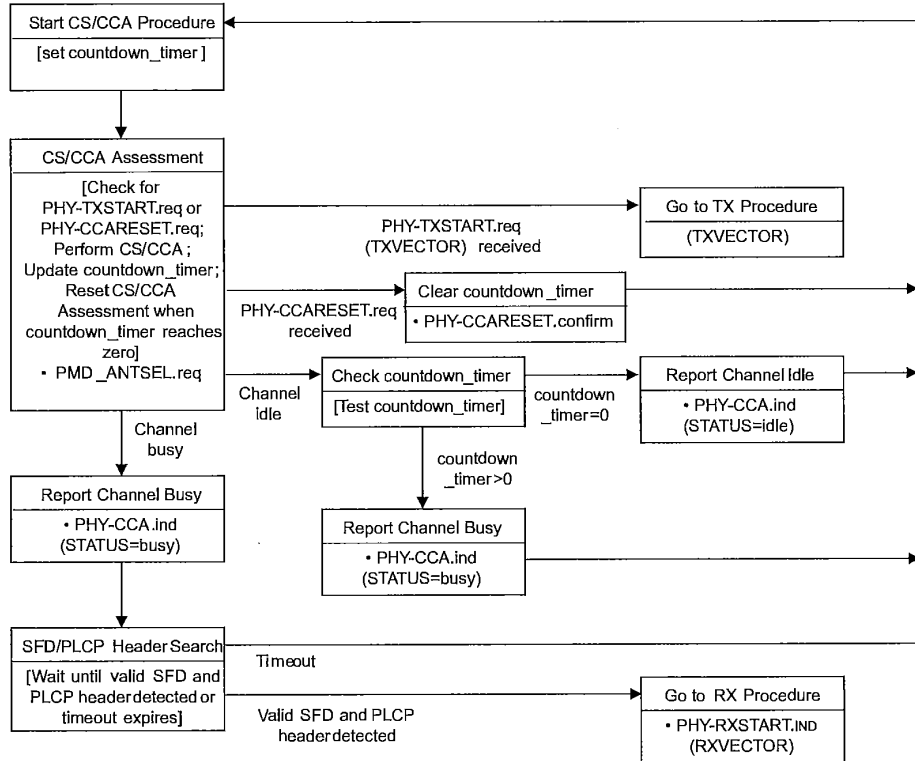 Start CS/CCA Procedure
[set countdown_timer ]
CS/CCA Assessment
[Check for
PHY-TXSTART.req or
PHY-CCARESET.req;
Perform CS/CCA ;
Update countdown_timer;
Reset CS/CCA
Assessment when
countdown_timer reaches
zero]
• PMD _ANTSEL.req
PHY-TXSTART.req
(TXVECTOR) received
Go to TX Procedure
(TXVECTOR)
PHY-CCARESET.req
received
Clear countdown _timer
• PHY-CCARESET.confirm
Channel
idle
Check countdown_timer
[Test countdown_timer]
countdown
_timer=0
Report Channel Idle
• PHY-CCA.ind
(STATUS=idle)
Channel
busy
countdown
_timer>0
Report Channel Busy
• PHY-CCA.ind
(STATUS=busy)
Report Channel Busy
• PHY-CCA.ind
(STATUS=busy)
SFD/PLCP Header Search
[Wait until valid SFD and
PLCP header detected or
timeout expires]
Timeout
Valid SFD and PLCP
header detected
Go to RX Procedure
• PHY-RXSTART.IND
(RXVECTOR)